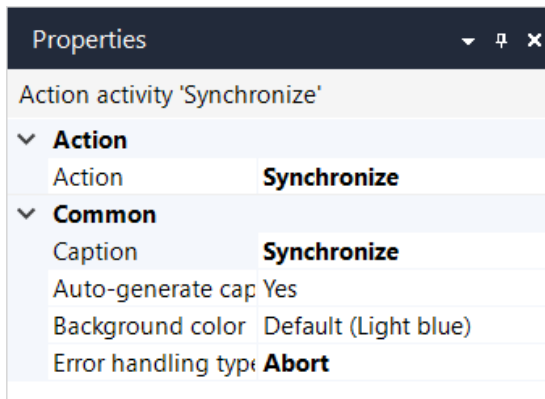 Properties
Action activity 'Synchronize'
Action
Action Synchronize
Common
Caption Synchronize
Auto-generate cap Yes
Background color Default (Light blue)
Error handling type Abort